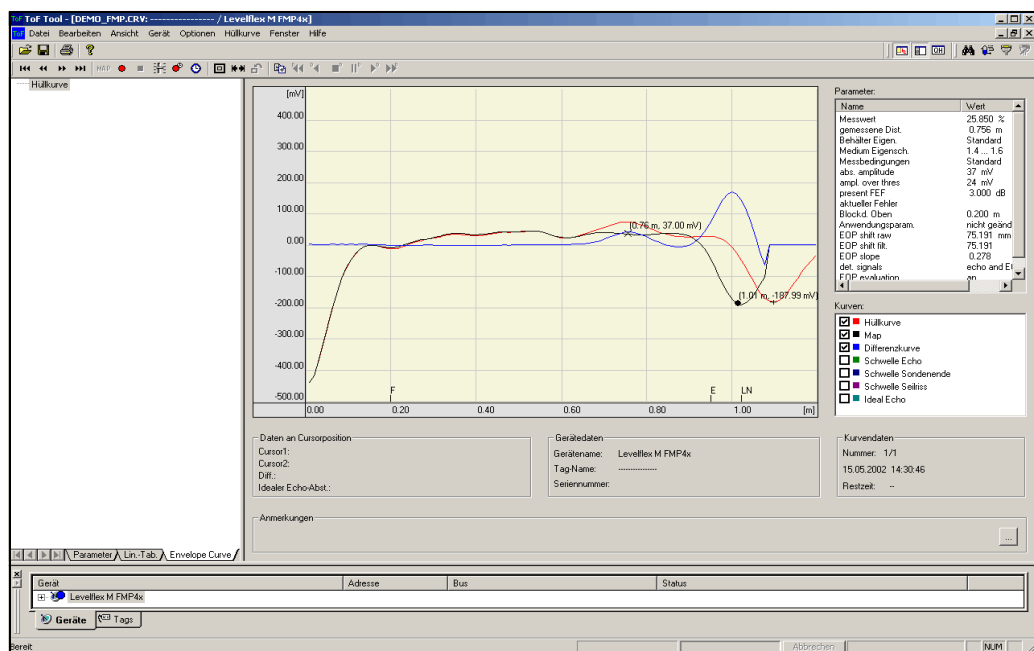 ToF Tool - [DEMO_FMP.CRV: --------------- / Levelflex M FMP4x]
Datei Bearbeiten Ansicht Gerät Optionen Hüllkurve Fenster Hilfe
MAP
Hüllkurve
[mV]
400.00
300.00
200.00
100.00
0.00
-100.00
-200.00
-300.00
-400.00
-500.00
(0.76 m, 37.00 mV)
(1.01 m, -187.99 mV)
F E LN
0.00 0.20 0.40 0.60 0.80 1.00 [m]
Parameter:
Name Wert
Messwert 25.850 %
gemessene Dist. 0.756 m
Behälter Eigen. Standard
Medium Eigensch. 1.4 ... 1.6
Messbedingungen Standard
abs. amplitude 37 mV
ampl. over thres 24 mV
present FEF 3.000 dB
aktueller Fehler
Blockd. Oben 0.200 m
Anwendungsparam. nicht geänd
EOP shift raw 75.191 mm
EOP shift filt. 75.191
EOP slope 0.278
det. signals echo and E
EOP evaluation an
Kurven:
Hüllkurve
Map
Differenzkurve
Schwelle Echo
Schwelle Sondenende
Schwelle Seilriss
Ideal Echo
Daten an Cursorposition
Cursor1:
Cursor2:
Diff.:
Idealer Echo-Abst.:
Gerätedaten
Gerätename: Levelflex M FMP4x
Tag-Name: ---------------
Seriennummer:
Kurvendaten
Nummer: 1/1
15.05.2002 14:30:46
Restzeit: --
Anmerkungen
...
Parameter Lin.-Tab. Envelope Curve
Gerät Adresse Bus Status
Levelflex M FMP4x
Geräte Tags
Bereit Abbrechen NUM